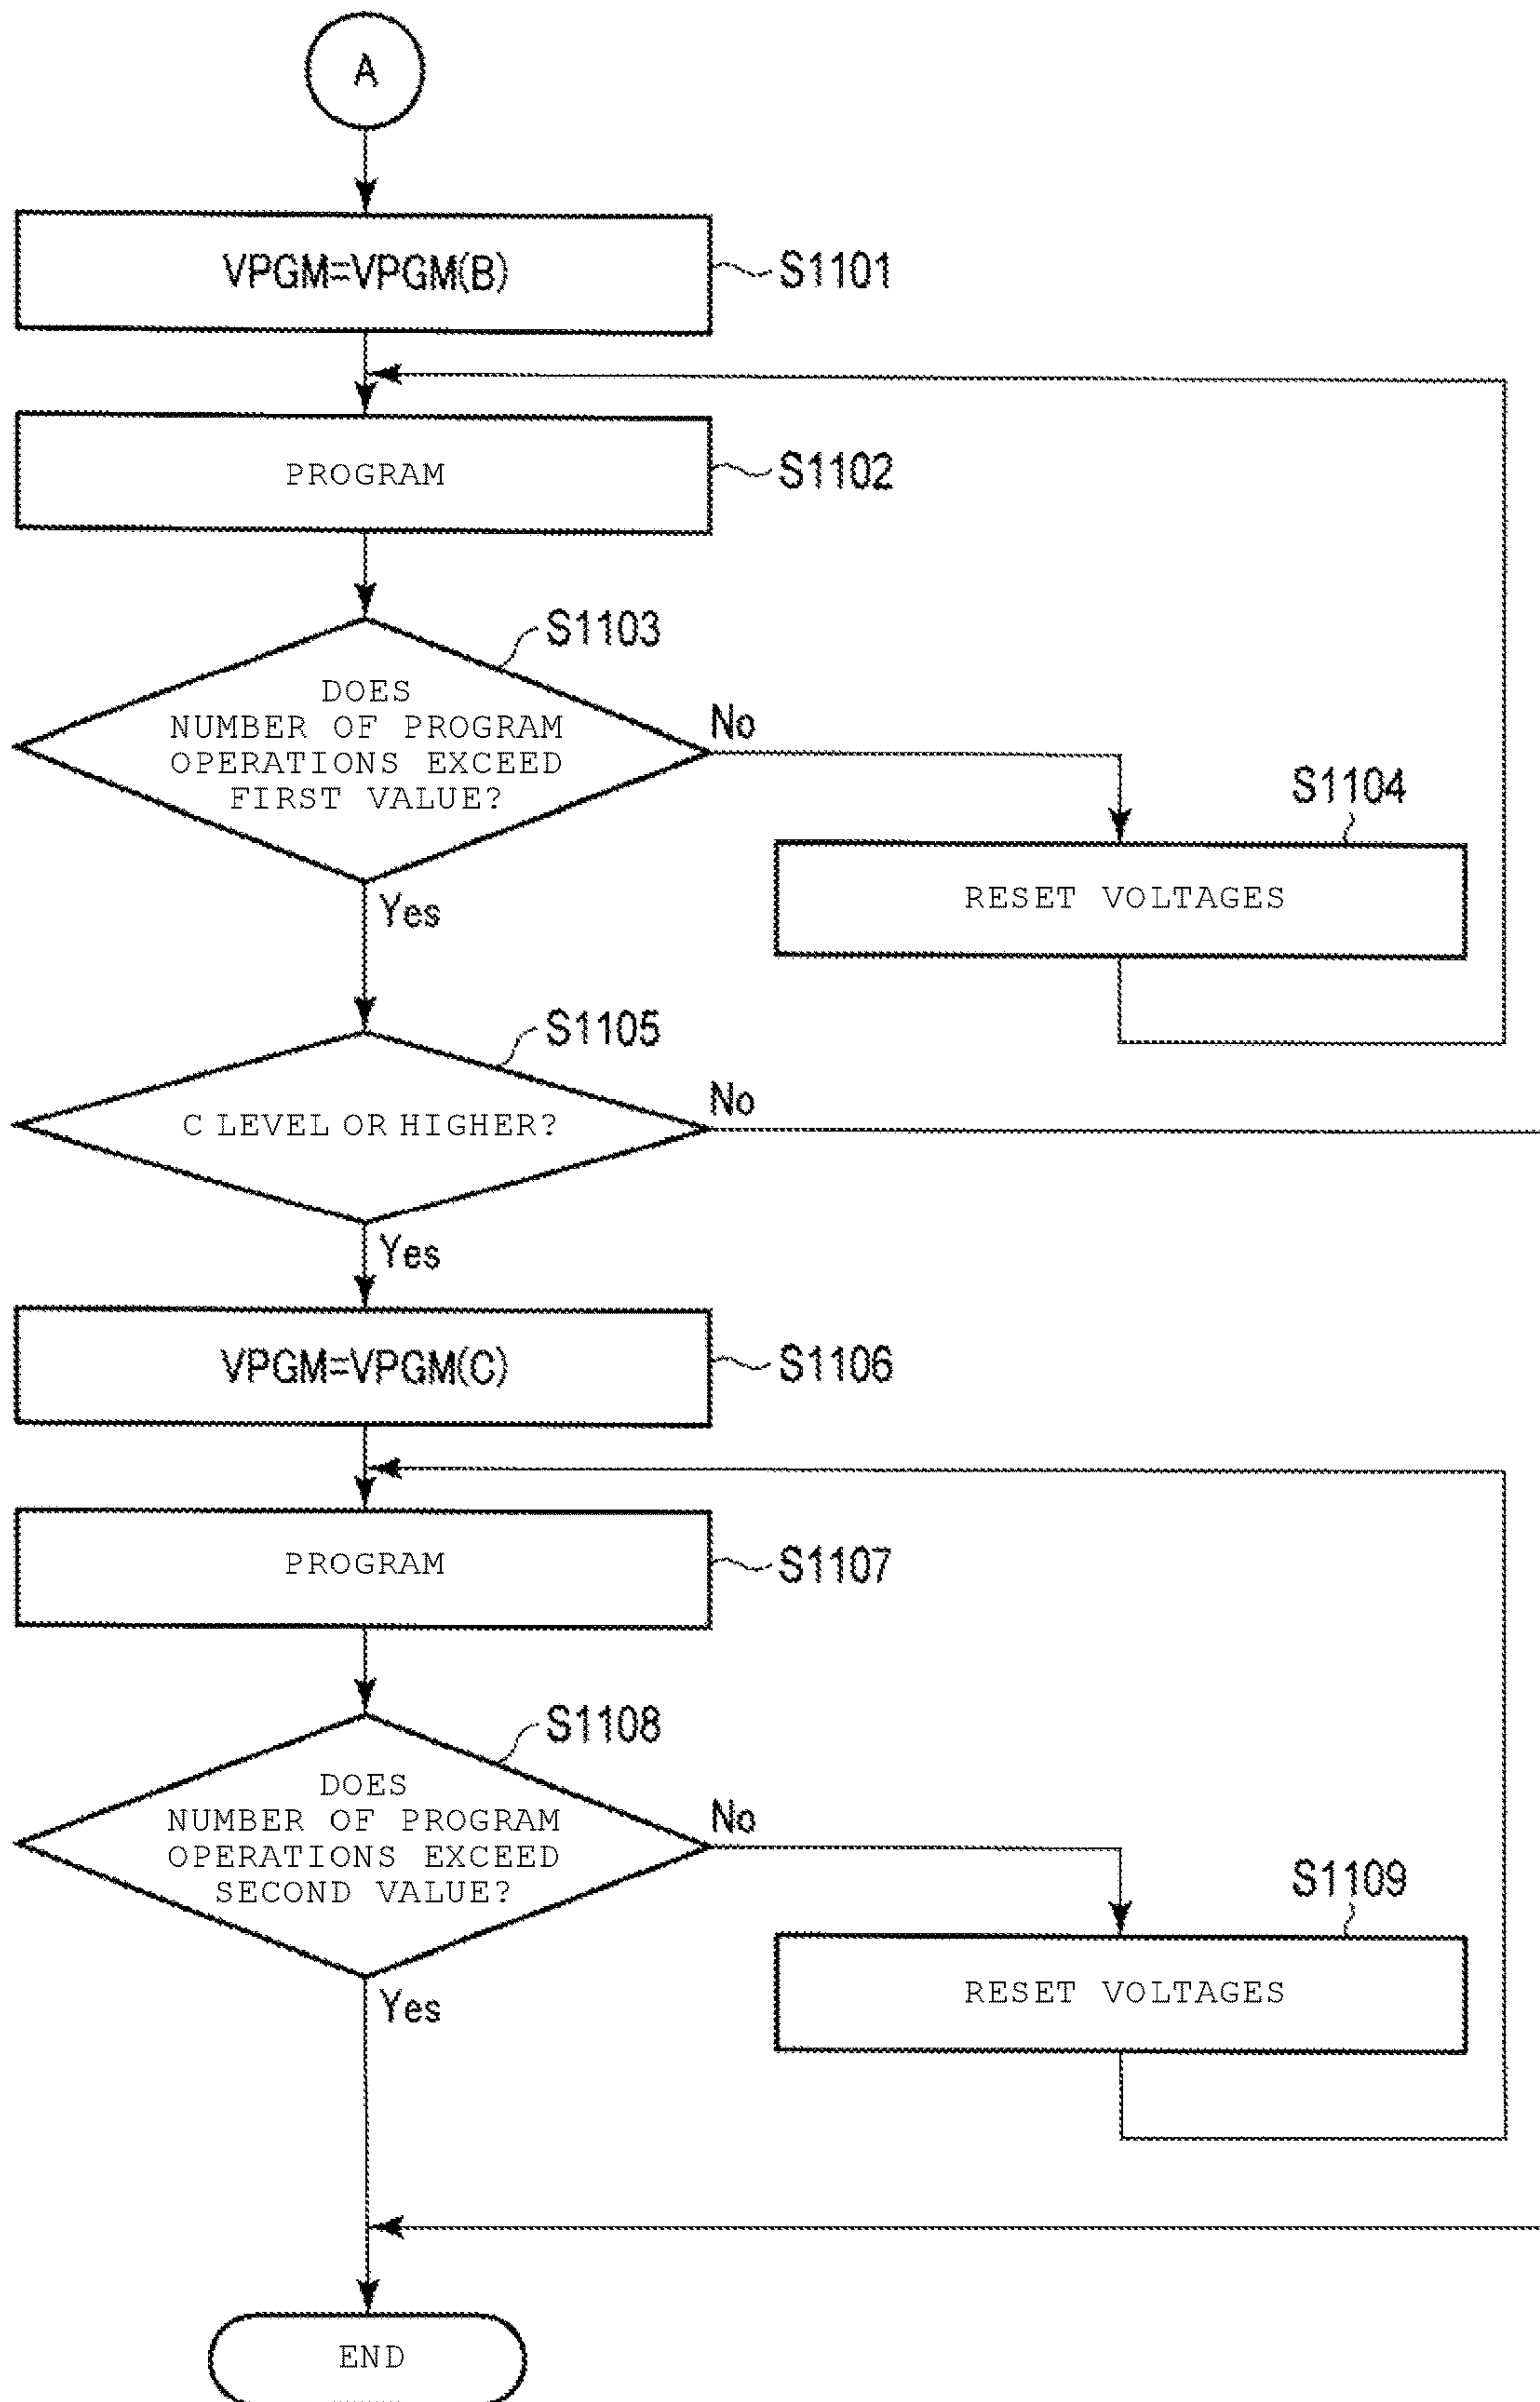 A
VPGM=VPGM(B)
S1101
PROGRAM
S1102
S1103
DOES
NUMBER OF PROGRAM
OPERATIONS EXCEED
FIRST VALUE?
No
Yes
S1104
RESET VOLTAGES
S1105
C LEVEL OR HIGHER?
No
Yes
VPGM=VPGM(C)
S1106
PROGRAM
S1107
S1108
DOES
NUMBER OF PROGRAM
OPERATIONS EXCEED
SECOND VALUE?
No
Yes
S1109
RESET VOLTAGES
END